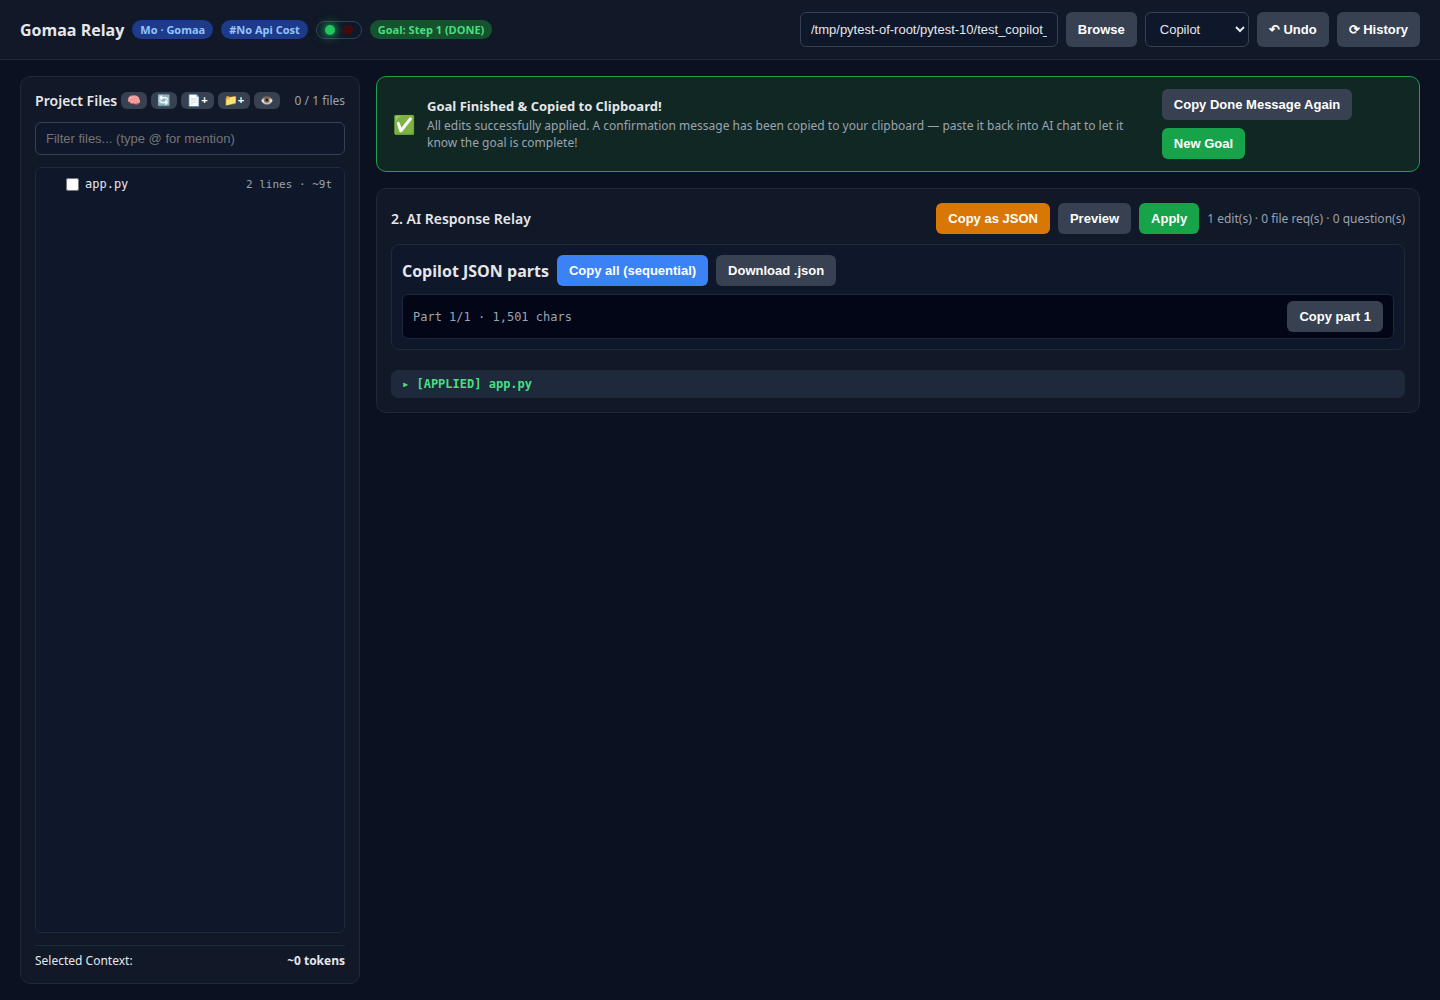 Gomaa Relay
Mo · Gomaa
#No Api Cost
Goal: Step 1 (DONE)
/tmp/pytest-of-root/pytest-10/test_copilot_
Browse
Copilot
↶ Undo
⟳ History
Project Files
+
+
0 / 1 files
Filter files... (type @ for mention)
app.py
2 lines · ~9t
Selected Context:
~0 tokens
Goal Finished & Copied to Clipboard!
All edits successfully applied. A confirmation message has been copied to your clipboard — paste it back into AI chat to let it
know the goal is complete!
Copy Done Message Again
New Goal
2. AI Response Relay
Copy as JSON
Preview
Apply
1 edit(s) · 0 file req(s) · 0 question(s)
Copilot JSON parts
Copy all (sequential)
Download .json
Part 1/1 · 1,501 chars
Copy part 1
▸ [APPLIED] app.py